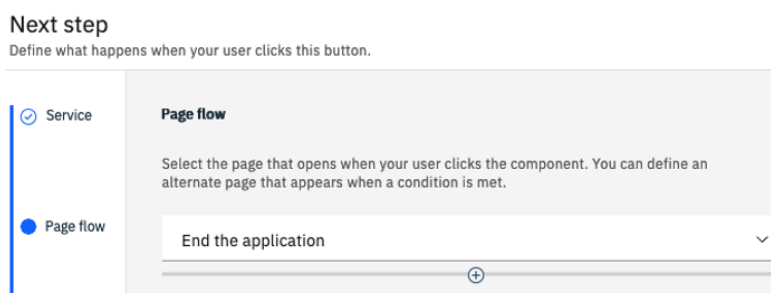 Next step
Define what happens when your user clicks this button.
Service
Page flow
Select the page that opens when your user clicks the component. You can define an
alternate page that appears when a condition is met.
Page flow
End the application